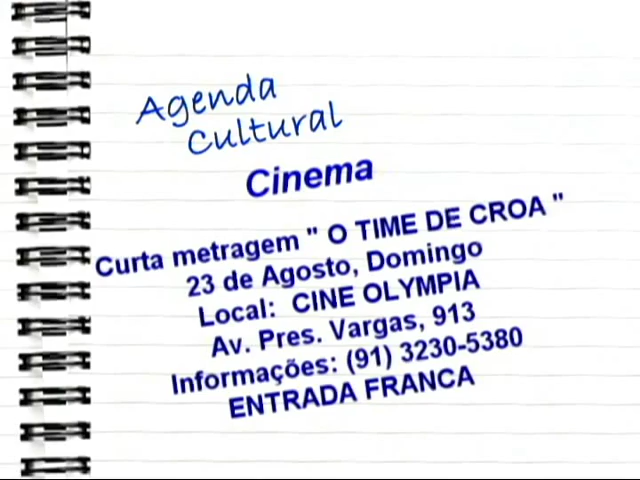 Agenda
Cultural
Cinema
Curta metragem " O TIME DE CROA "
23 de Agosto, Domingo
Local: CINE OLYMPIA
Av. Pres. Vargas, 913
Informações: (91) 3230-5380
ENTRADA FRANCA